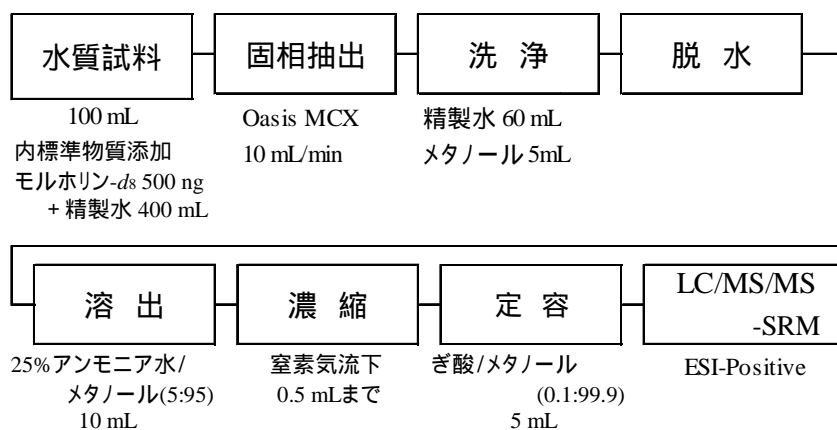 水質試料 固相抽出 洗 浄 脱 水
100 mL
内標準物質添加
モルホリン-d8 500 ng
+ 精製水 400 mL
Oasis MCX
10 mL/min
精製水 60 mL
メタノール 5mL
溶 出 濃 縮 定 容 LC/MS/MS
-SRM
25%アンモニア水/
メタノール(5:95)
10 mL
窒素気流下
0.5 mLまで
ぎ酸/メタノール
(0.1:99.9)
5 mL
ESI-Positive